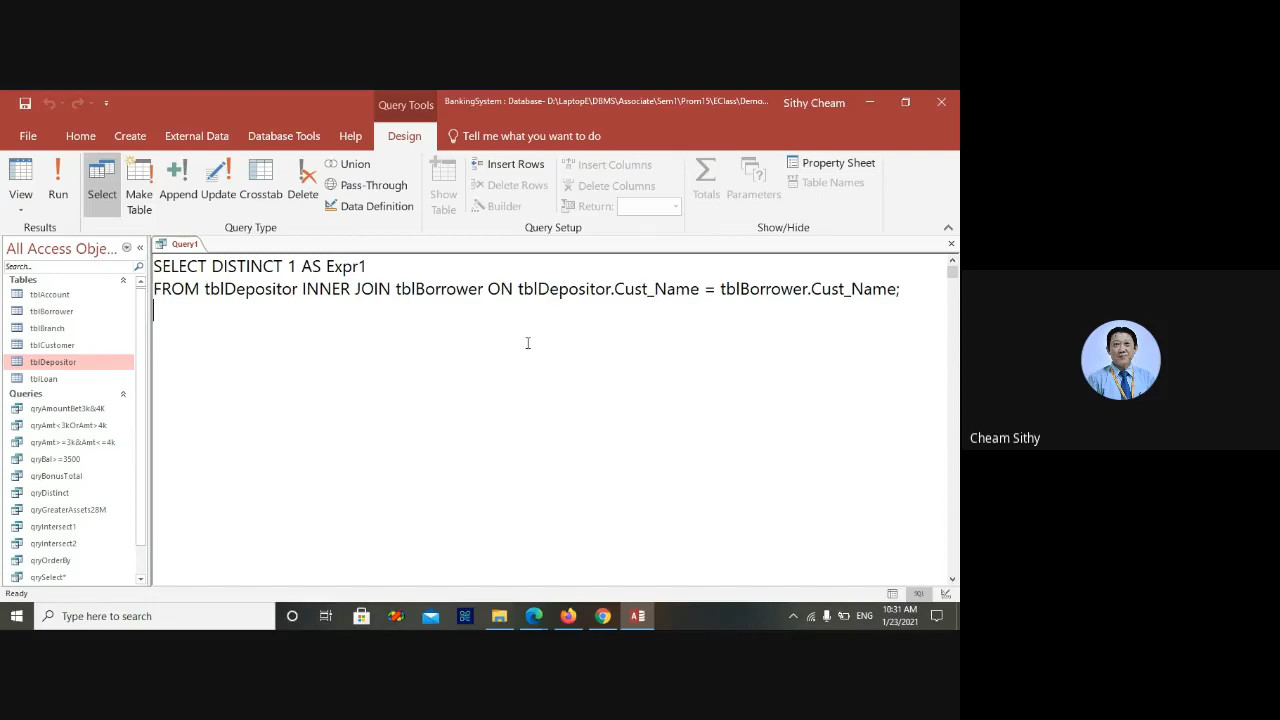 Query Tools
BankingSystem : Database- D:\LaptopE\DBMS\Associate\Sem1\Prom15\EClass\Demo...
Sithy Cheam
File
Home
Create
External Data
Database Tools
Help
Design
Tell me what you want to do
View
Run
Select
Make Table
Append
Update
Crosstab
Delete
Union
Pass-Through
Data Definition
Show Table
Insert Rows
Delete Rows
Builder
Insert Columns
Delete Columns
Return:
Totals
Parameters
Property Sheet
Table Names
Results
Query Type
Query Setup
Show/Hide
All Access Obje...
Search...
Tables
tblAccount
tblBorrower
tblBranch
tblCustomer
tblDepositor
tblLoan
Queries
qryAmountBet3k&4K
qryAmt<3kOrAmt>4k
qryAmt>=3k&Amt<=4k
qryBal>=3500
qryBonusTotal
qryDistinct
qryGreaterAssets28M
qryIntersect1
qryIntersect2
qryOrderBy
qrySelect*
Query1
SELECT DISTINCT 1 AS Expr1
FROM tblDepositor INNER JOIN tblBorrower ON tblDepositor.Cust_Name = tblBorrower.Cust_Name;
Ready
SQL
Type here to search
ENG
10:31 AM
1/23/2021
Cheam Sithy